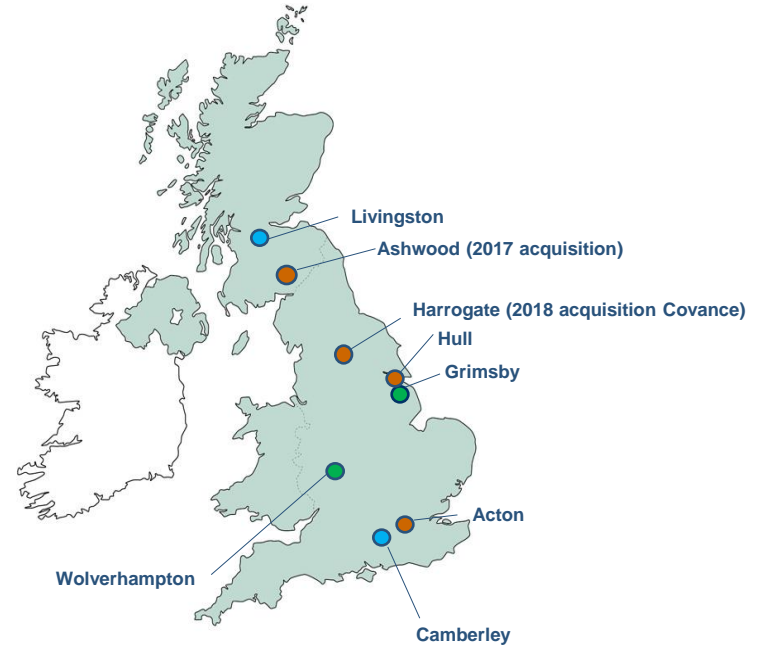 Livingston
Ashwood (2017 acquisition)
Harrogate (2018 acquisition Covance)
Hull
Grimsby
Acton
Wolverhampton
Camberley